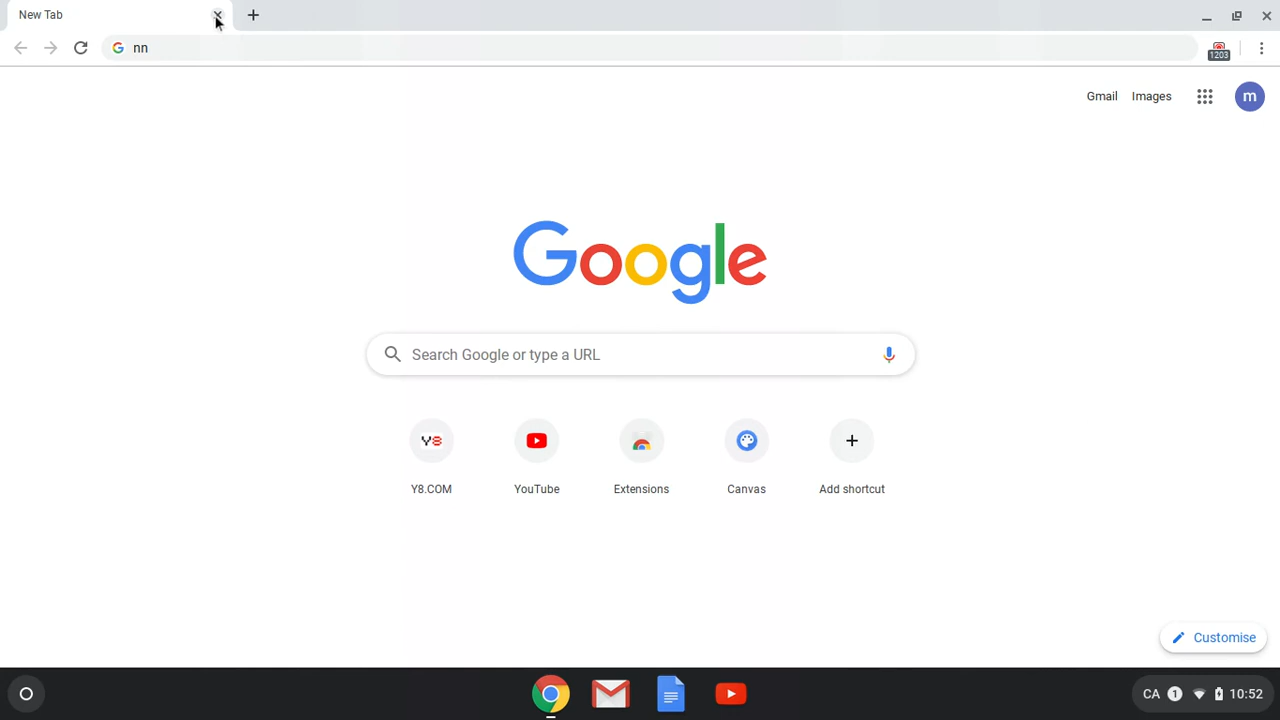 New Tab
nn
1203
Gmail Images
m
Google
Search Google or type a URL
Y8
Y8.COM YouTube Extensions Canvas Add shortcut
Customise
CA 1 10:52